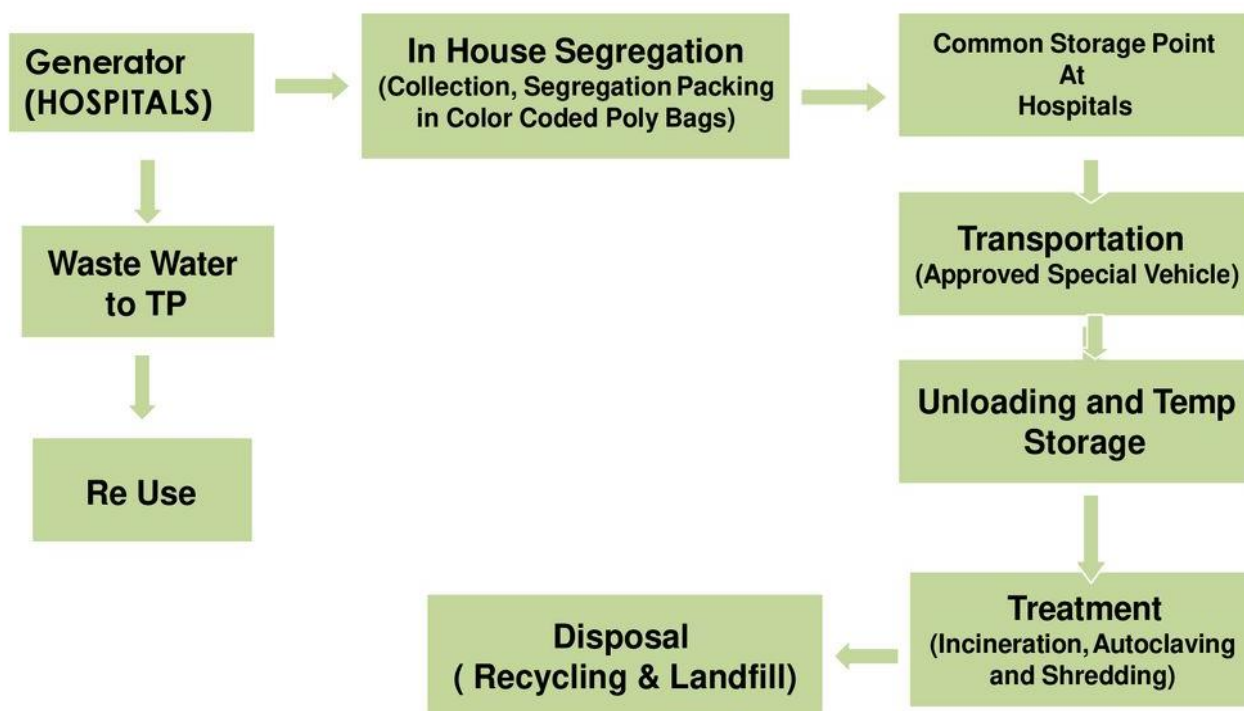 Generator
(HOSPITALS)
In House Segregation
(Collection, Segregation Packing
in Color Coded Poly Bags)
Common Storage Point
At
Hospitals
Waste Water
to TP
Transportation
(Approved Special Vehicle)
Re Use
Unloading and Temp
Storage
Treatment
(Incineration, Autoclaving
and Shredding)
Disposal
( Recycling & Landfill)